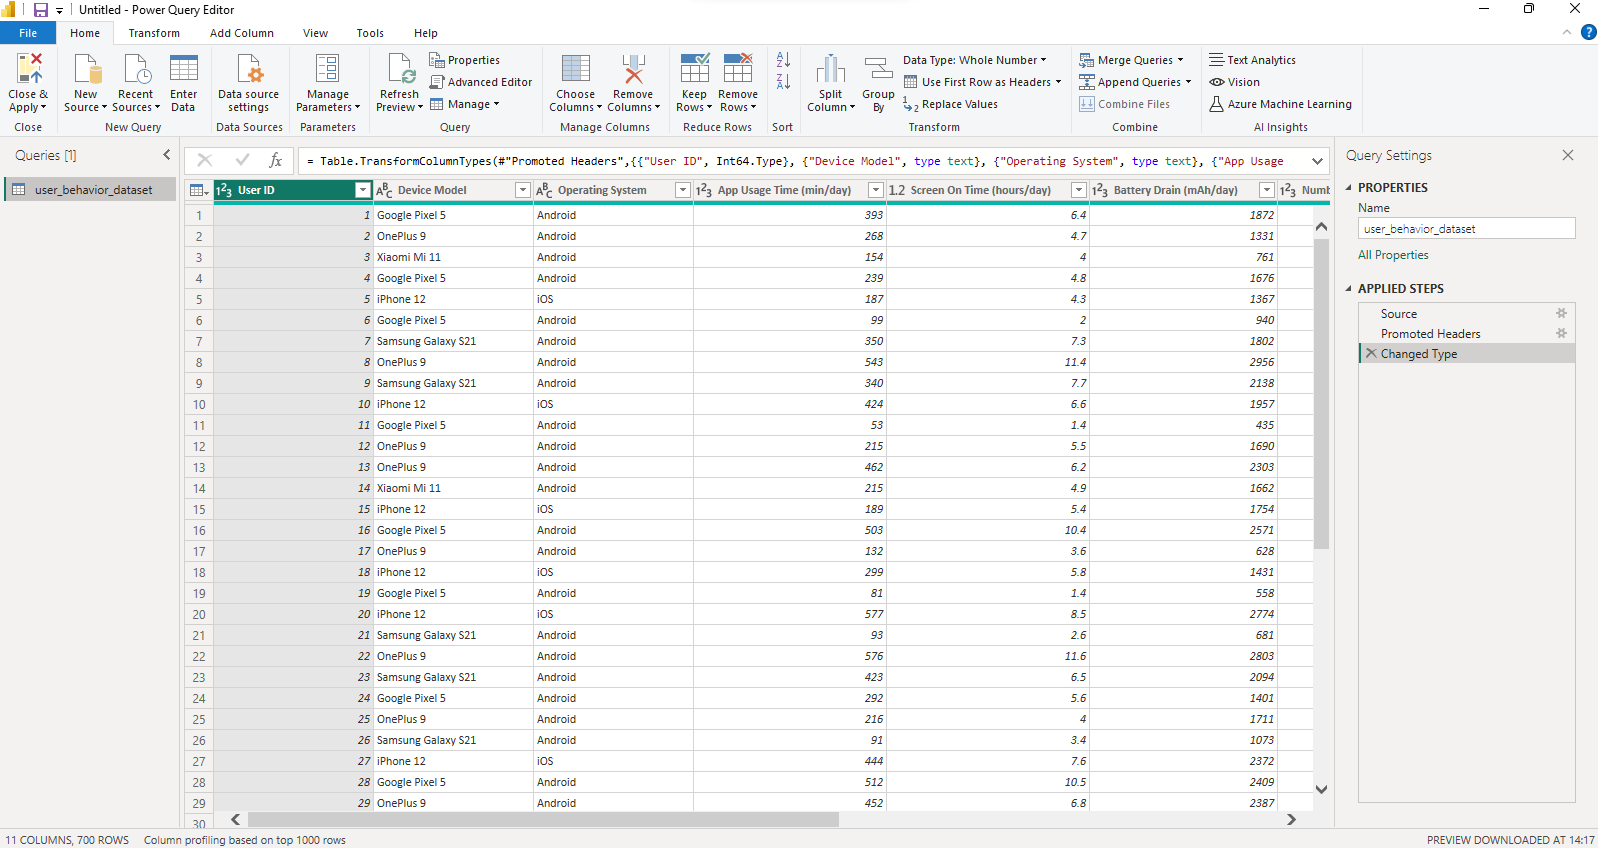 Untitled - Power Query Editor
File Home Transform Add Column View Tools Help
Close & Apply
Close
New Source
Recent Sources
Enter Data
New Query
Data source settings
Data Sources
Manage Parameters
Parameters
Refresh Preview
Properties
Advanced Editor
Manage
Query
Choose Columns
Remove Columns
Manage Columns
Keep Rows
Remove Rows
Reduce Rows
Sort
Split Column
Group By
Data Type: Whole Number
Use First Row as Headers
Replace Values
Transform
Merge Queries
Append Queries
Combine Files
Combine
Text Analytics
Vision
Azure Machine Learning
AI Insights
Queries [1]
user_behavior_dataset
fx
= Table.TransformColumnTypes(#"Promoted Headers",{{"User ID", Int64.Type}, {"Device Model", type text}, {"Operating System", type text}, {"App Usage
User ID Device Model Operating System App Usage Time (min/day) 1.2 Screen On Time (hours/day) Battery Drain (mAh/day) Numb
1 1 Google Pixel 5 Android 393 6.4 1872
2 2 OnePlus 9 Android 268 4.7 1331
3 3 Xiaomi Mi 11 Android 154 4 761
4 4 Google Pixel 5 Android 239 4.8 1676
5 5 iPhone 12 iOS 187 4.3 1367
6 6 Google Pixel 5 Android 99 2 940
7 7 Samsung Galaxy S21 Android 350 7.3 1802
8 8 OnePlus 9 Android 543 11.4 2956
9 9 Samsung Galaxy S21 Android 340 7.7 2138
10 10 iPhone 12 iOS 424 6.6 1957
11 11 Google Pixel 5 Android 53 1.4 435
12 12 OnePlus 9 Android 215 5.5 1690
13 13 OnePlus 9 Android 462 6.2 2303
14 14 Xiaomi Mi 11 Android 215 4.9 1662
15 15 iPhone 12 iOS 189 5.4 1754
16 16 Google Pixel 5 Android 503 10.4 2571
17 17 OnePlus 9 Android 132 3.6 628
18 18 iPhone 12 iOS 299 5.8 1431
19 19 Google Pixel 5 Android 81 1.4 558
20 20 iPhone 12 iOS 577 8.5 2774
21 21 Samsung Galaxy S21 Android 93 2.6 681
22 22 OnePlus 9 Android 576 11.6 2803
23 23 Samsung Galaxy S21 Android 423 6.5 2094
24 24 Google Pixel 5 Android 292 5.6 1401
25 25 OnePlus 9 Android 216 4 1711
26 26 Samsung Galaxy S21 Android 91 3.4 1073
27 27 iPhone 12 iOS 444 7.6 2372
28 28 Google Pixel 5 Android 512 10.5 2409
29 29 OnePlus 9 Android 452 6.8 2387
30
Query Settings
PROPERTIES
Name
user_behavior_dataset
All Properties
APPLIED STEPS
Source
Promoted Headers
Changed Type
11 COLUMNS, 700 ROWS Column profiling based on top 1000 rows
PREVIEW DOWNLOADED AT 14:17